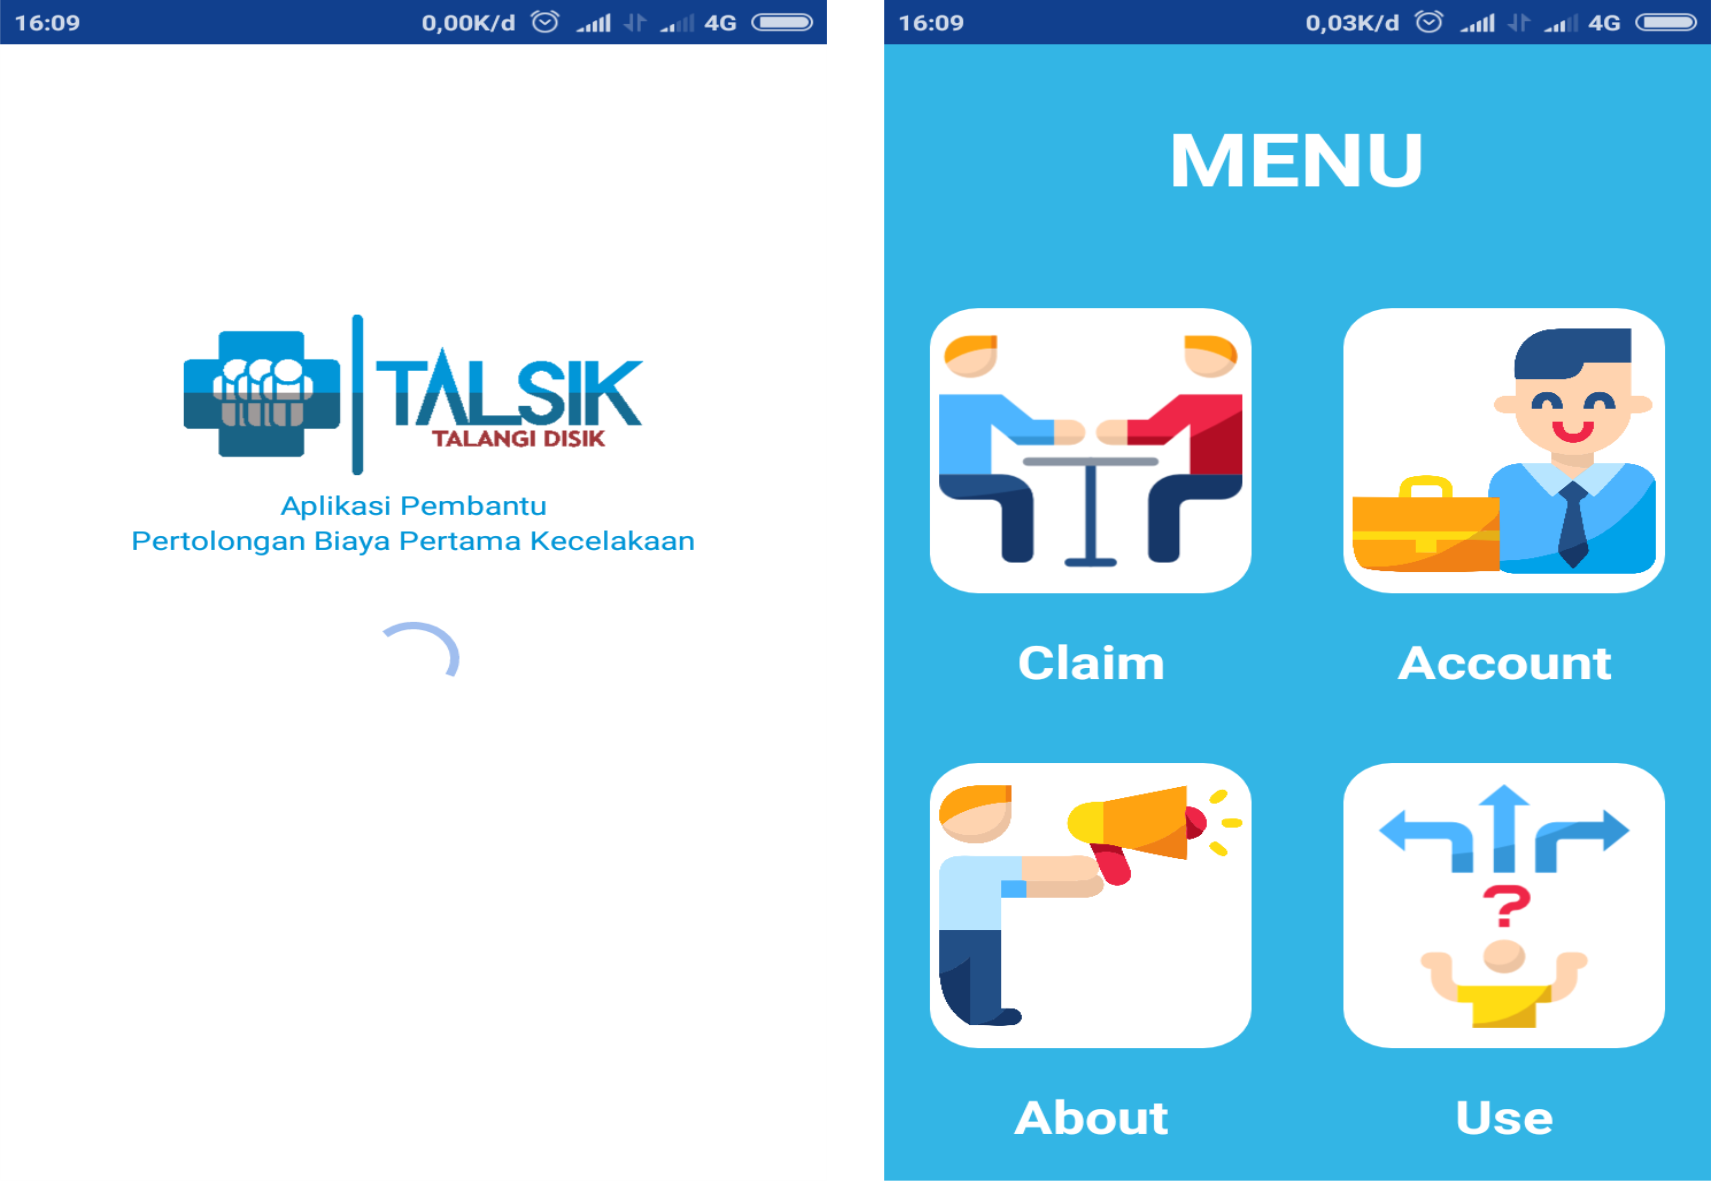 16:09
0,00K/d
4G
TALSIK
TALANGI DISIK
Aplikasi Pembantu
Pertolongan Biaya Pertama Kecelakaan
16:09
0,03K/d
4G
MENU
Claim
Account
?
About
Use